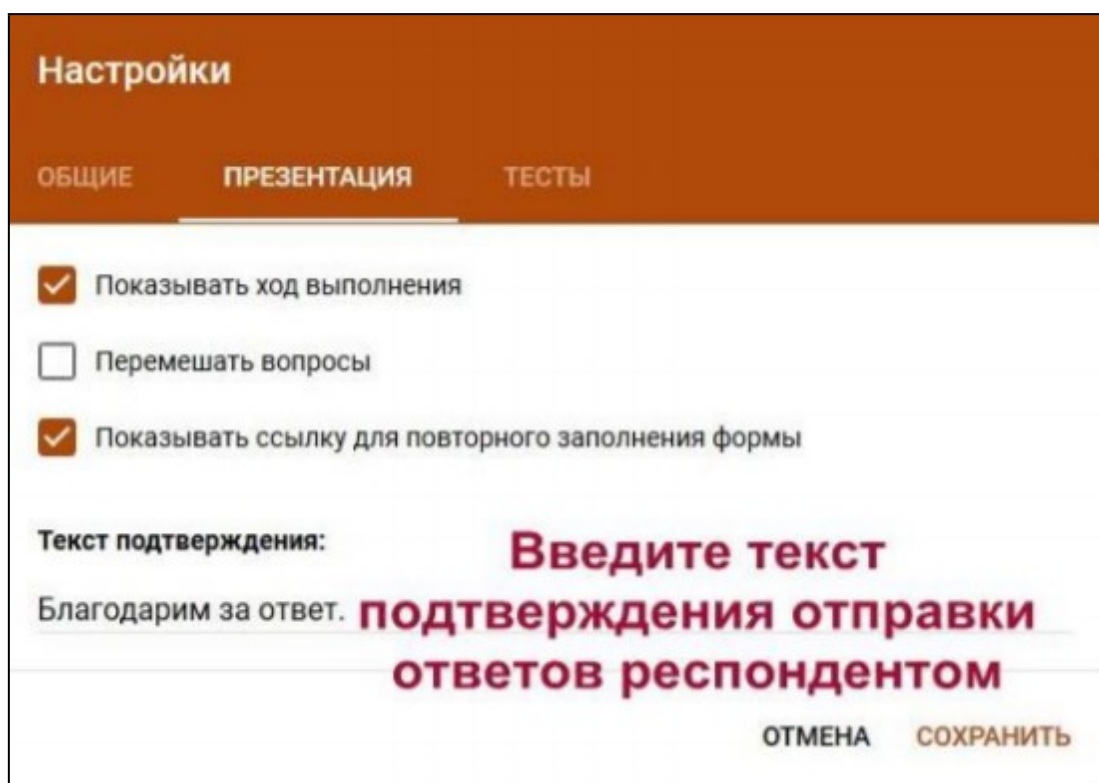 Настройки
ОБЩИЕ ПРЕЗЕНТАЦИЯ ТЕСТЫ
Показывать ход выполнения
Перемешать вопросы
Показывать ссылку для повторного заполнения формы
Текст подтверждения:
Благодарим за ответ.
Введите текст
подтверждения отправки
ответов респондентом
ОТМЕНА СОХРАНИТЬ